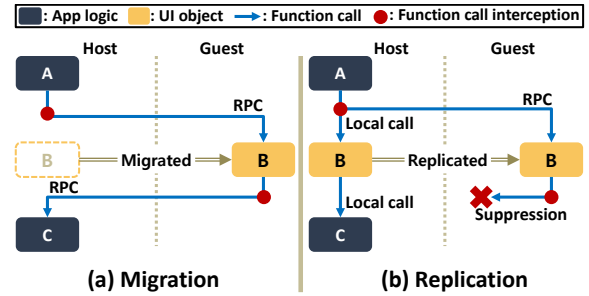 : App logic : UI object : Function call : Function call interception
Host Guest Host Guest
A A
RPC RPC
Local call
B Migrated B B Replicated B
RPC Local call Suppression
C C
(a) Migration (b) Replication